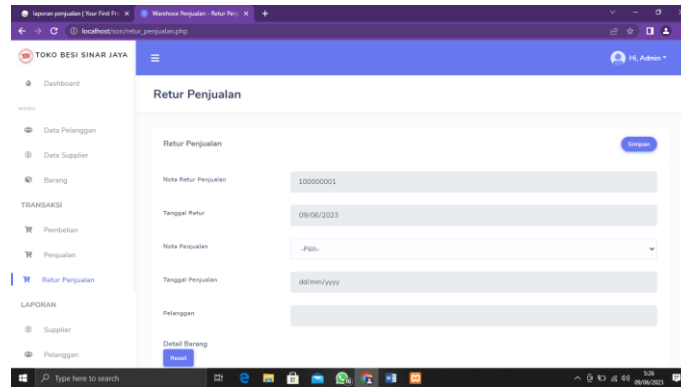 laporan penjualan | Your First Pro
Warehose Penjualan - Retur Penj
localhost/son/retur_penjualan.php
TOKO BESI SINAR JAYA
Hi, Admin
Dashboard
Retur Penjualan
MENU
Data Pelanggan
Retur Penjualan
Simpan
Data Supplier
Barang
Nota Retur Penjualan
100000001
TRANSAKSI
Tanggal Retur
09/06/2023
Pembelian
Nota Penjualan
-Pilih-
Penjualan
Retur Penjualan
Tanggal Penjualan
dd/mm/yyyy
LAPORAN
Pelanggan
Supplier
Detail Barang
Pelanggan
Reset
Type here to search
5:26
09/06/2023